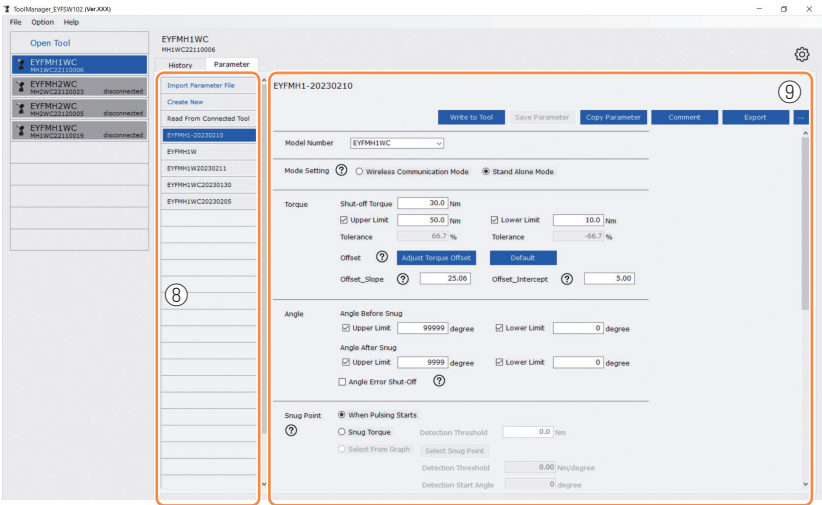 ToolManager_EYFSW102 (Ver.XXX)
File Option Help
Open Tool
EYFMH1WC
MH1WC22110006
EYFMH2WC
MH2WC22120023 disconnected
EYFMH2WC
MH2WC22120005 disconnected
EYFMH1WC
MH1WC22110019 disconnected
EYFMH1WC
MH1WC22110006
History Parameter
Import Parameter File
Create New
Read From Connected Tool
EYFMH1-20230210
EYFMH1W
EYFMH1W20230211
EYFMH1WC20230130
EYFMH1WC20230205
⑧
EYFMH1-20230210
⑨
Write to Tool Save Parameter Copy Parameter Comment Export ...
Model Number EYFMH1WC
Mode Setting ? Wireless Communication Mode Stand Alone Mode
Torque Shut-off Torque 30.0 Nm
Upper Limit 50.0 Nm Lower Limit 10.0 Nm
Tolerance 66.7 % Tolerance -66.7 %
Offset ? Adjust Torque Offset Default
Offset_Slope ? 25.06 Offset_Intercept ? 5.00
Angle Angle Before Snug
Upper Limit 99999 degree Lower Limit 0 degree
Angle After Snug
Upper Limit 9999 degree Lower Limit 0 degree
Angle Error Shut-Off ?
Snug Point When Pulsing Starts
? Snug Torque Detection Threshold 0.0 Nm
Select From Graph Select Snug Point
Detection Threshold 0.00 Nm/degree
Detection Start Angle 0 degree